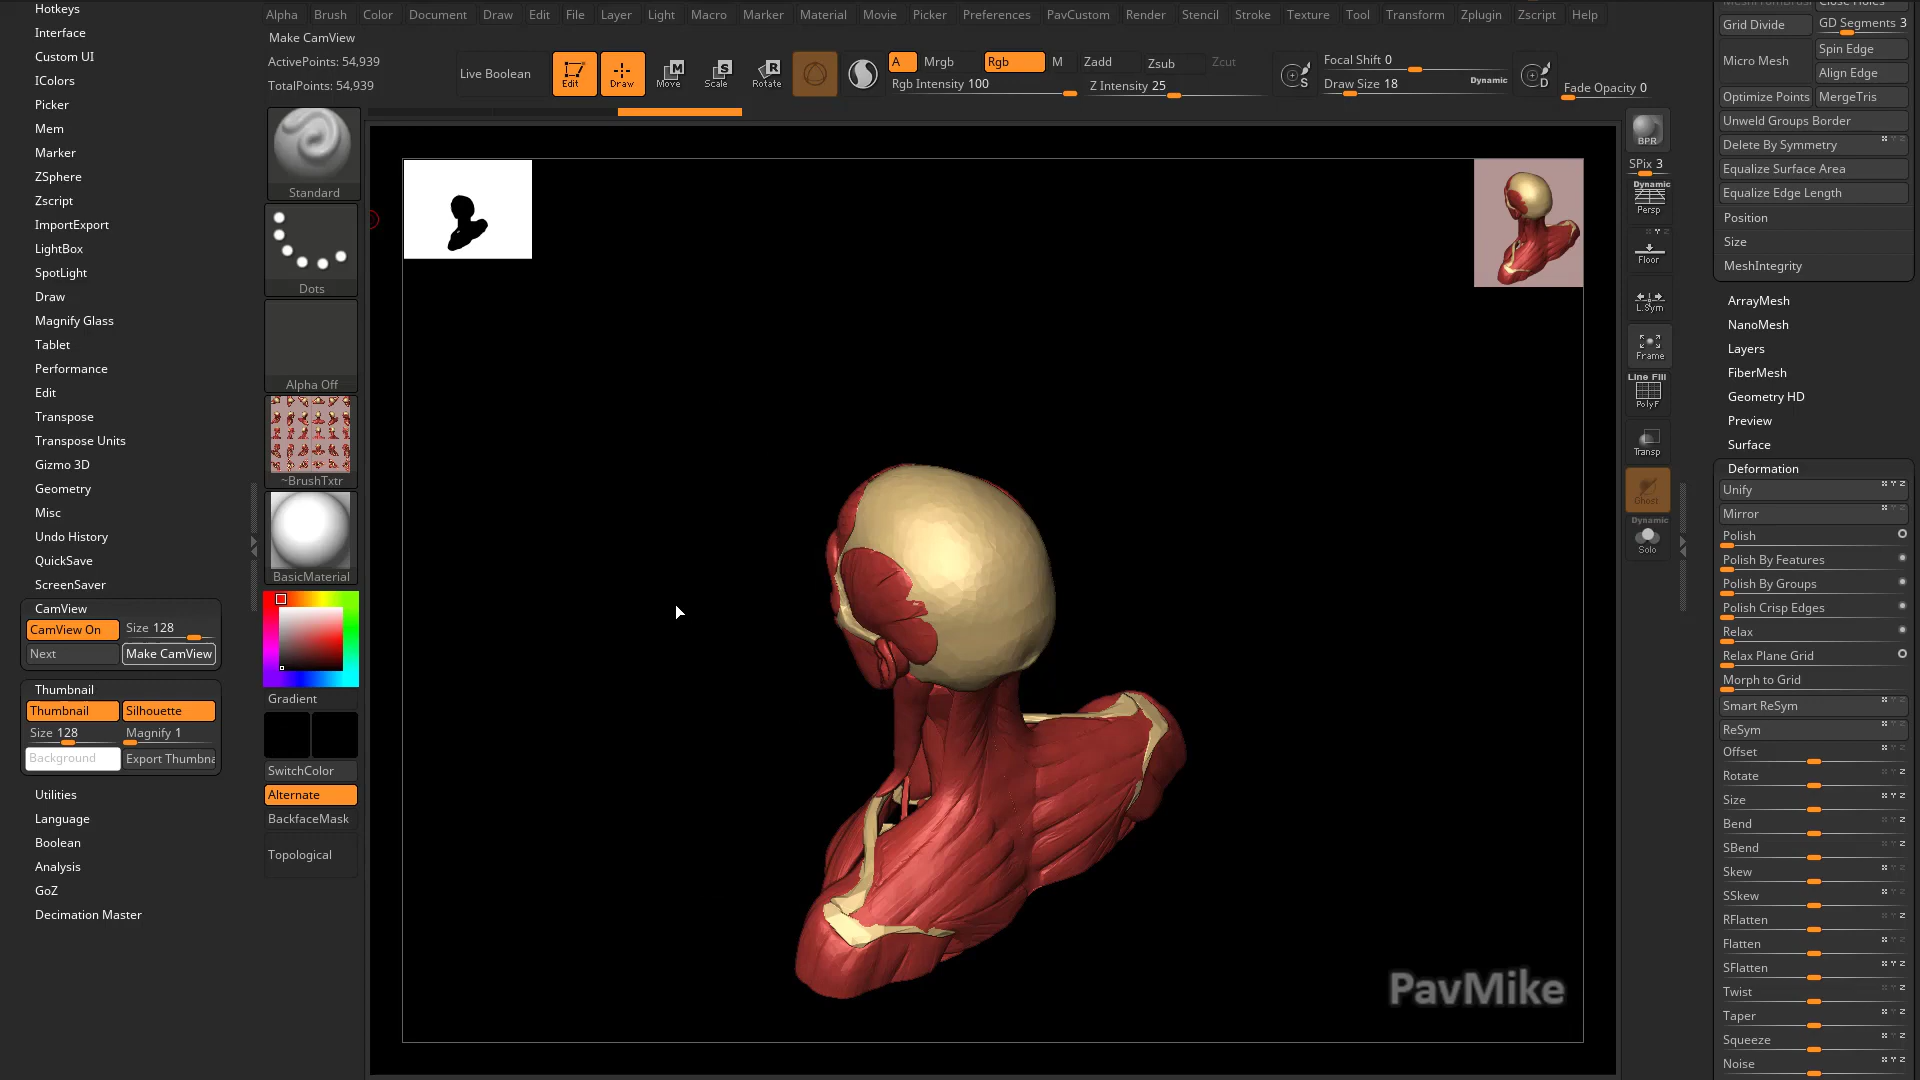 Hotkeys
Interface
Custom UI
IColors
Picker
Mem
Marker
ZSphere
Zscript
ImportExport
LightBox
SpotLight
Draw
Magnify Glass
Tablet
Performance
Edit
Transpose
Transpose Units
Gizmo 3D
Geometry
Misc
Undo History
QuickSave
ScreenSaver
CamView
CamView On Size 128
Next Make CamView
Thumbnail
Thumbnail Silhouette
Size 128 Magnify 1
Background Export Thumbna
Utilities
Language
Boolean
Analysis
GoZ
Decimation Master
Alpha Brush Color Document Draw Edit File Layer Light Macro Marker Material Movie Picker Preferences PavCustom Render Stencil Stroke Texture Tool Transform Zplugin Zscript Help
Make CamView
ActivePoints: 54,939
TotalPoints: 54,939
Live Boolean
Edit
Draw
M
Move
S
Scale
R
Rotate
A Mrgb Rgb M Zadd Zsub Zcut
Rgb Intensity 100 Z Intensity 25
S
Focal Shift 0
Draw Size 18 Dynamic
D
Fade Opacity 0
Standard
Dots
Alpha Off
~BrushTxtr
BasicMaterial
Gradient
SwitchColor
Alternate
BackfaceMask
Topological
PavMike
BPR
SPix 3
Dynamic
Persp
Floor
L.Sym
Frame
Line Fill
PolyF
Transp
Ghost
Dynamic
Solo
Grid Divide GD Segments 3
Micro Mesh Spin Edge
Align Edge
Optimize Points MergeTris
Unweld Groups Border
Delete By Symmetry
Equalize Surface Area
Equalize Edge Length
Position
Size
MeshIntegrity
ArrayMesh
NanoMesh
Layers
FiberMesh
Geometry HD
Preview
Surface
Deformation
Unify
Mirror
Polish
Polish By Features
Polish By Groups
Polish Crisp Edges
Relax
Relax Plane Grid
Morph to Grid
Smart ReSym
ReSym
Offset
Rotate
Size
Bend
SBend
Skew
SSkew
RFlatten
Flatten
SFlatten
Twist
Taper
Squeeze
Noise